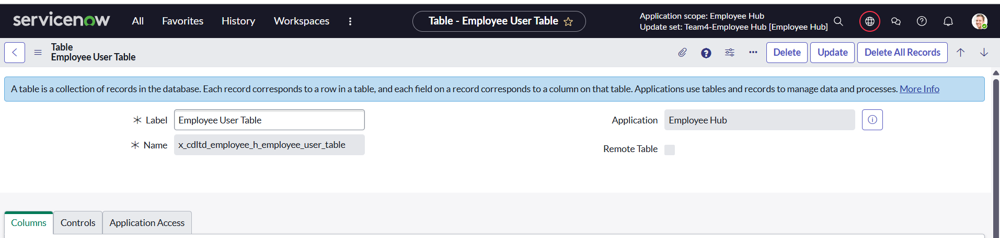 servicenow All Favorites History Workspaces Table - Employee User Table Application scope: Employee Hub
Update set: Team4-Employee Hub [Employee Hub]
Table
Employee User Table
Delete Update Delete All Records
A table is a collection of records in the database. Each record corresponds to a row in a table, and each field on a record corresponds to a column on that table. Applications use tables and records to manage data and processes. More Info
Label Employee User Table Application Employee Hub
Name x_cdltd_employee_h_employee_user_table Remote Table
Columns Controls Application Access